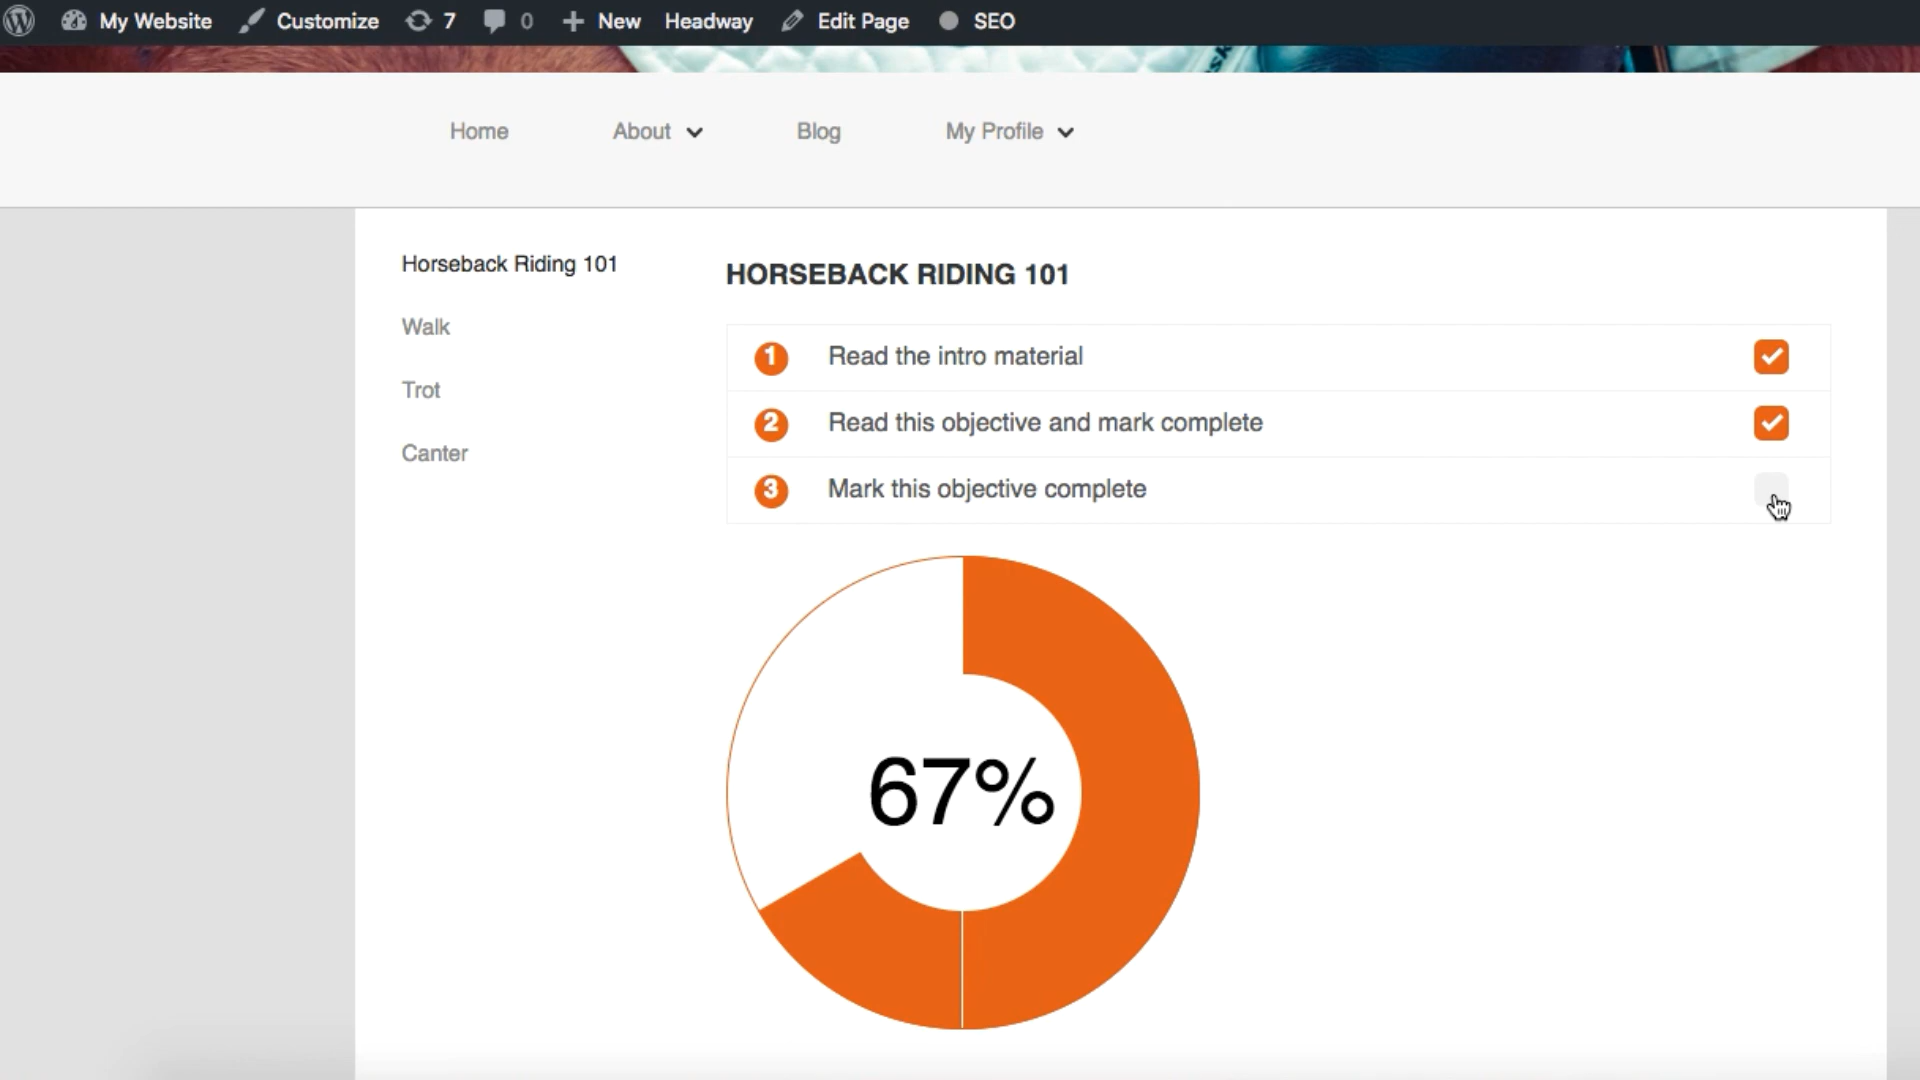 My Website Customize 7 0 New Headway Edit Page SEO
Home About Blog My Profile
Horseback Riding 101
Walk
Trot
Canter
HORSEBACK RIDING 101
1 Read the intro material
2 Read this objective and mark complete
3 Mark this objective complete
67%